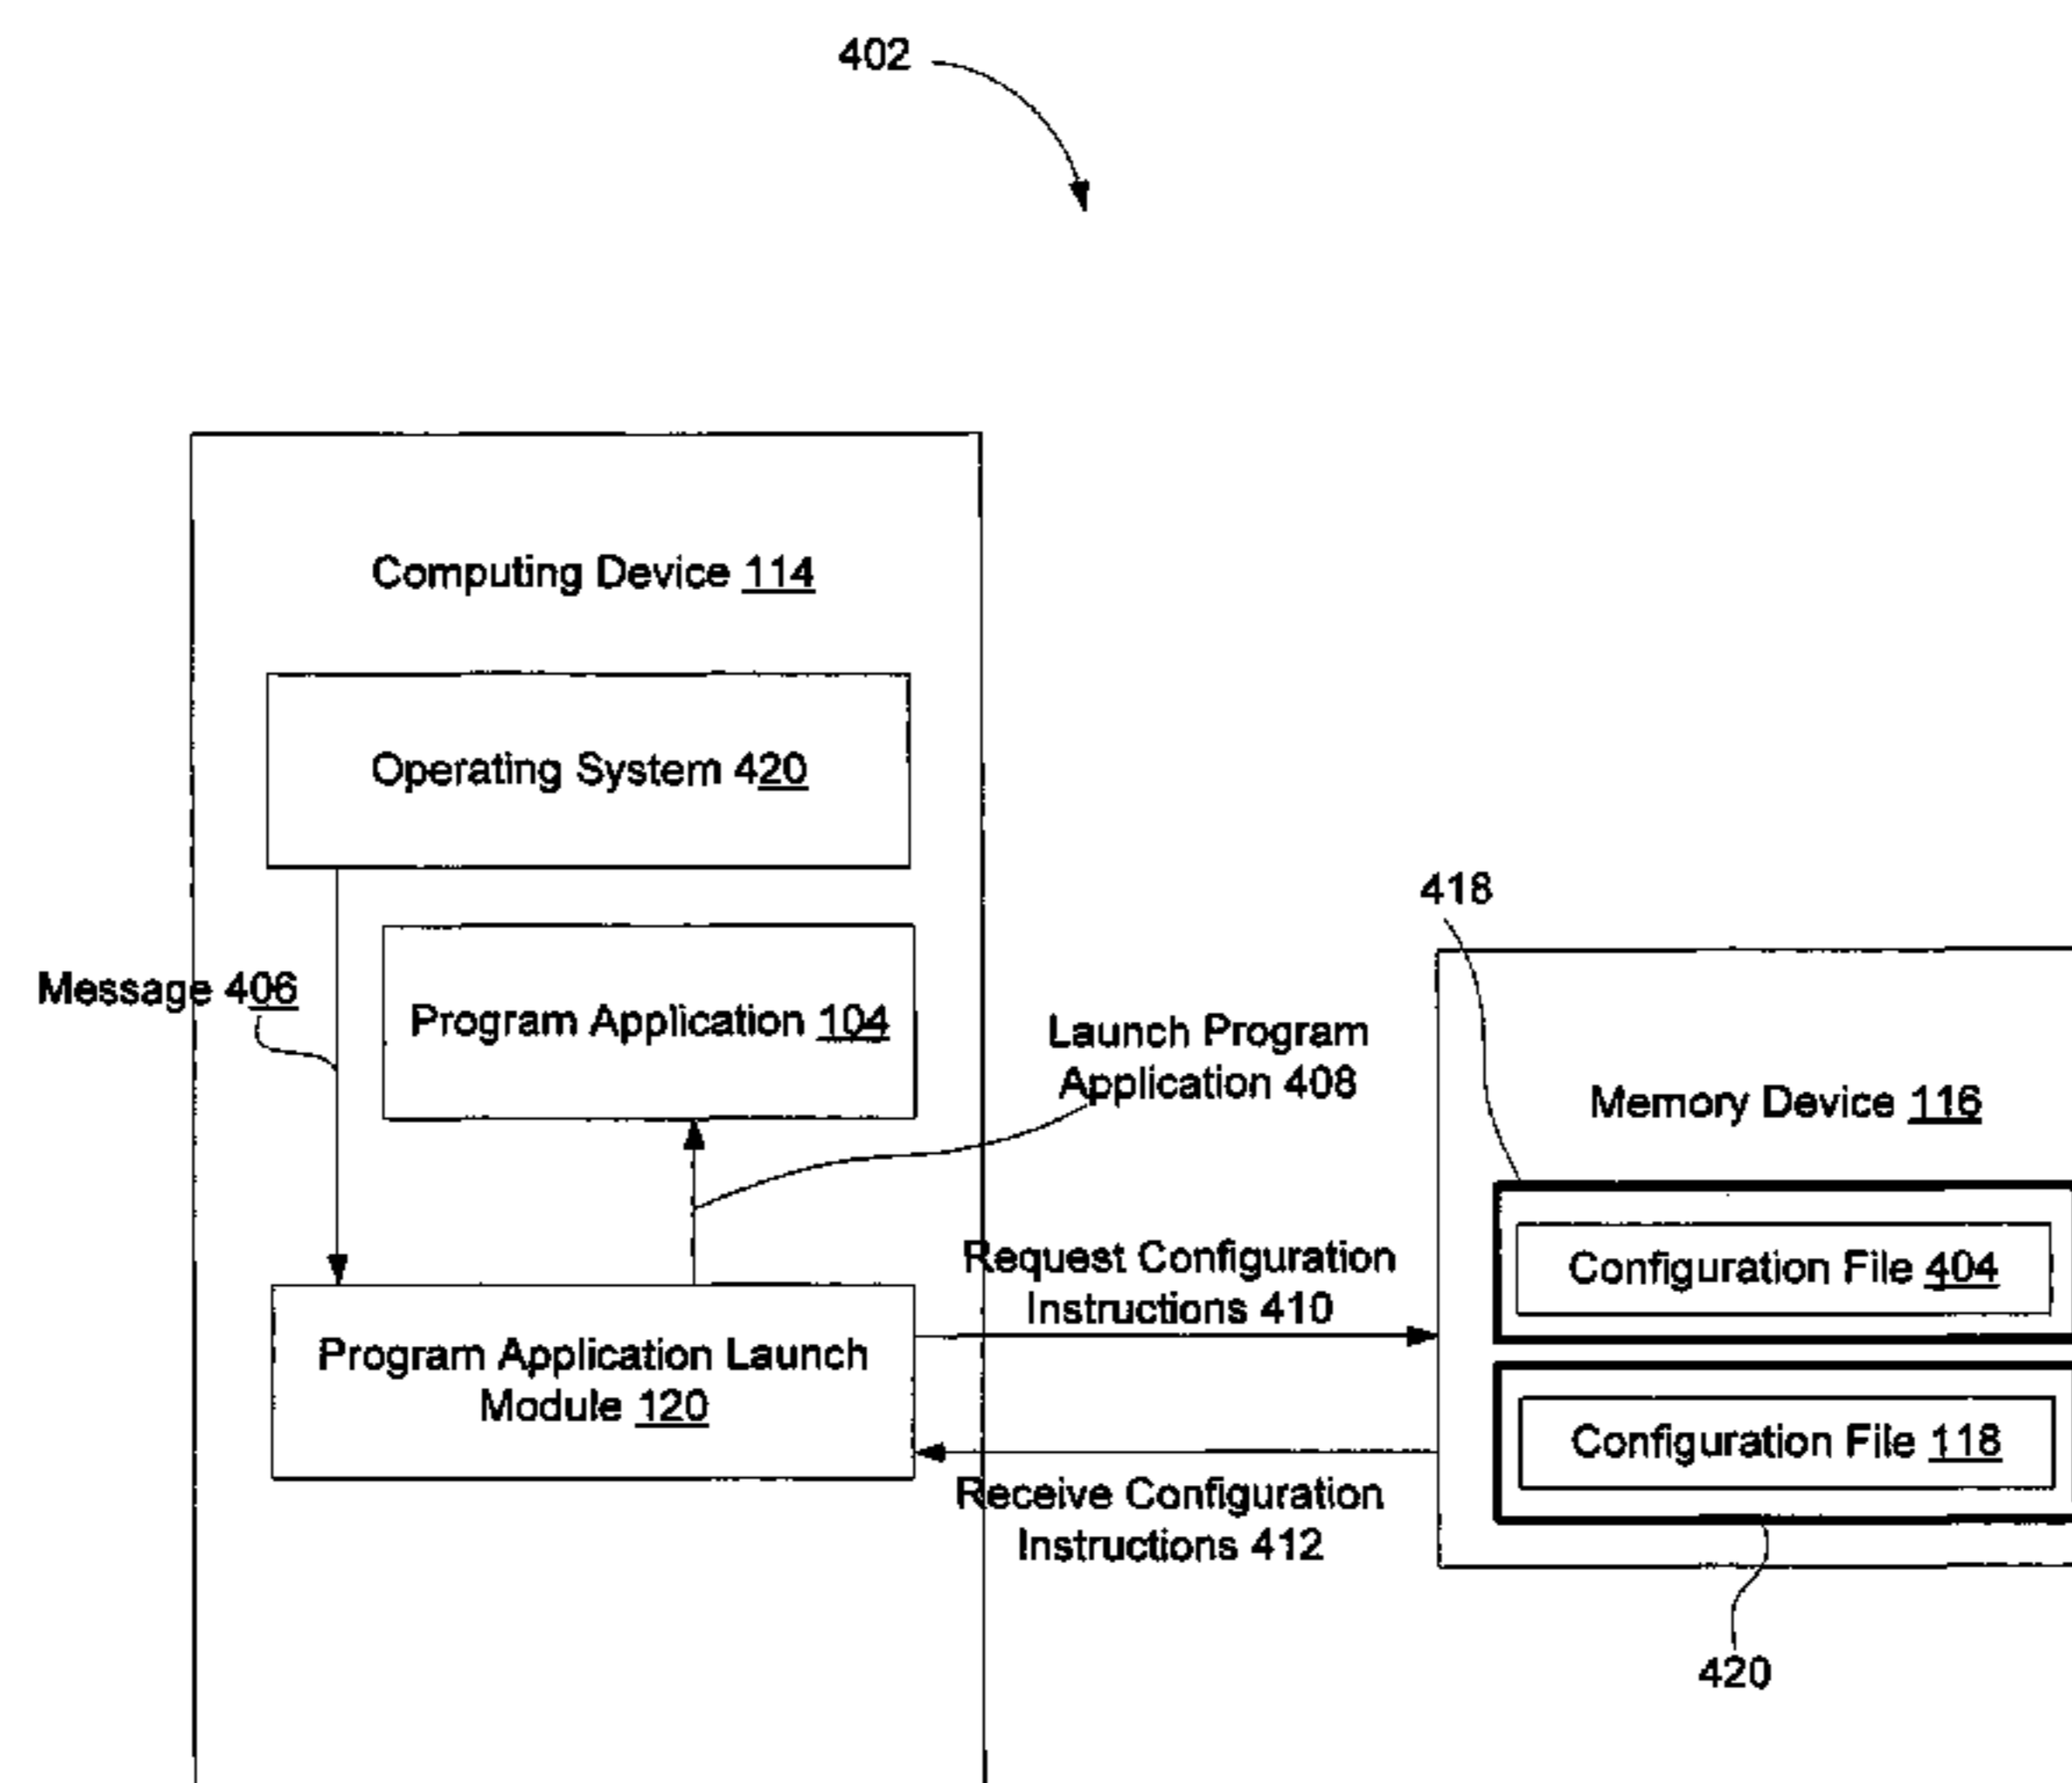 402
Computing Device 114
Operating System 420
418
Message 406
Program Application 104
Launch Program
Application 408
Memory Device 116
Request Configuration
Instructions 410
Configuration File 404
Program Application Launch
Module 120
Configuration File 118
Receive Configuration
Instructions 412
420